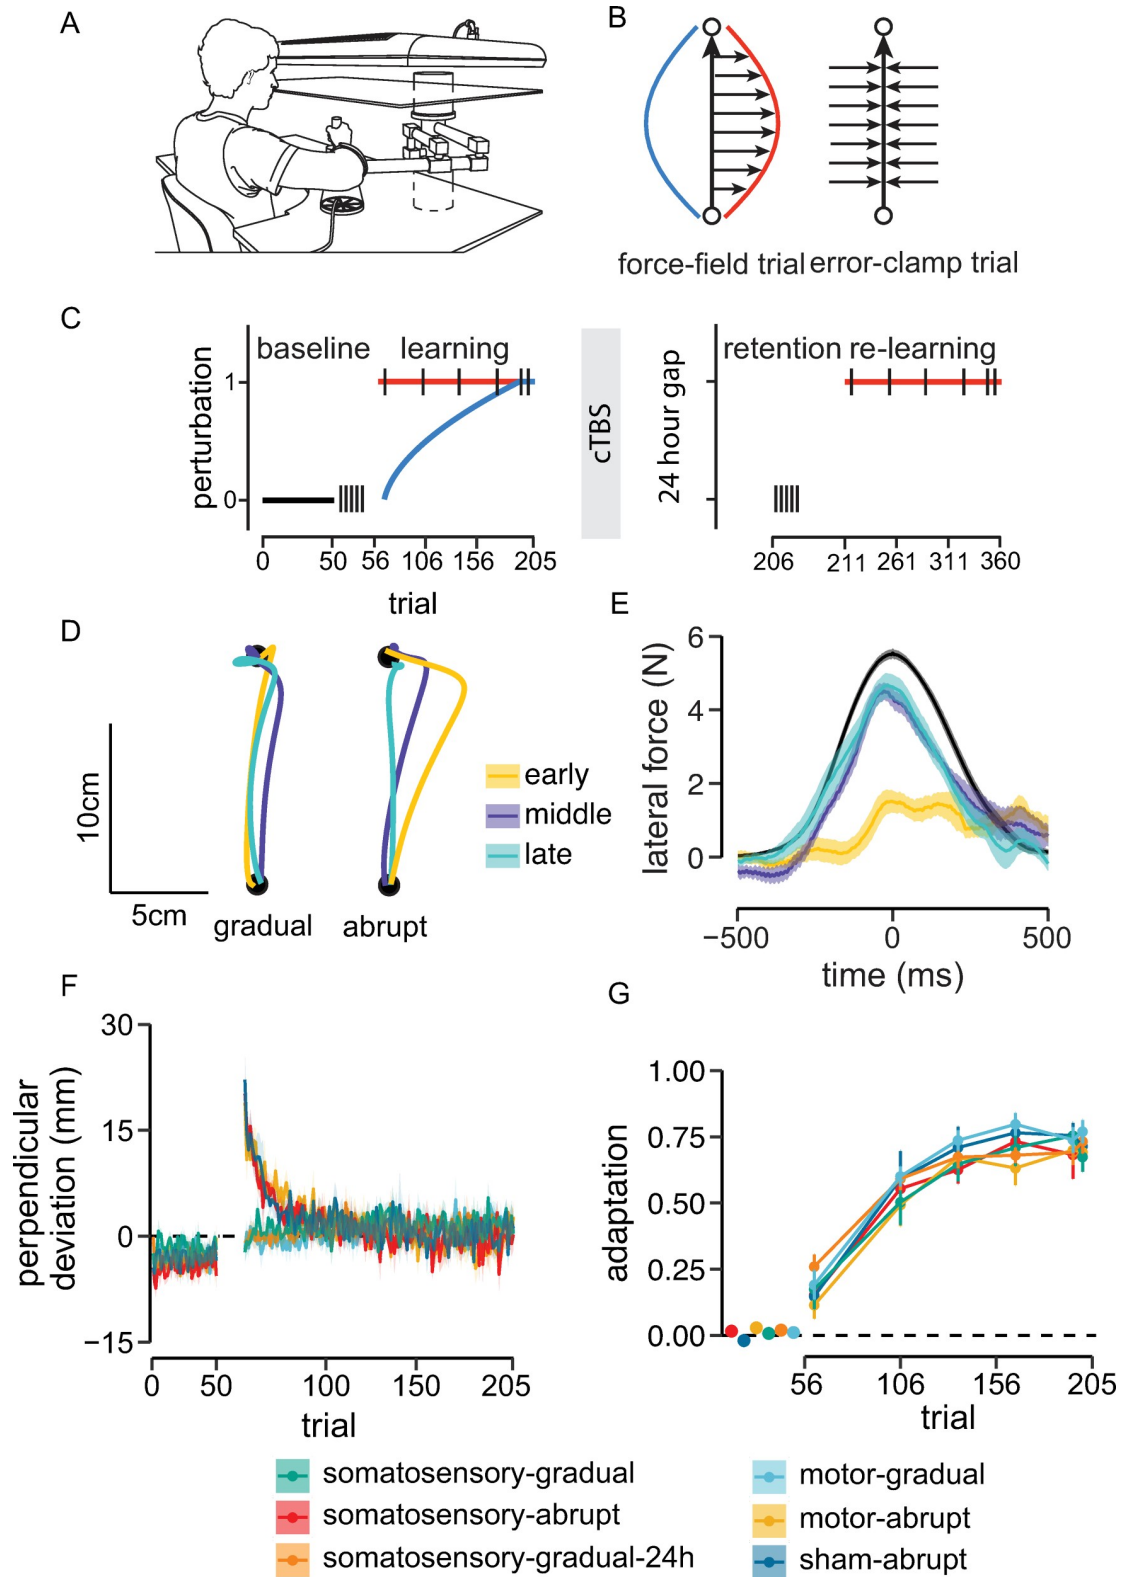 A
B
force-field trial error-clamp trial
C
perturbation
1
0
baseline
learning
0 50 56 106 156 205
trial
cTBS
24 hour gap
retention re-learning
206 211 261 311 360
D
10cm
5cm
gradual
abrupt
early
middle
late
E
lateral force (N)
6
4
2
0
−500 0 500
time (ms)
F
perpendicular
deviation (mm)
30
15
0
−15
0 50 100 150 205
trial
G
adaptation
1.00
0.75
0.50
0.25
0.00
56 106 156 205
trial
somatosensory-gradual
somatosensory-abrupt
somatosensory-gradual-24h
motor-gradual
motor-abrupt
sham-abrupt